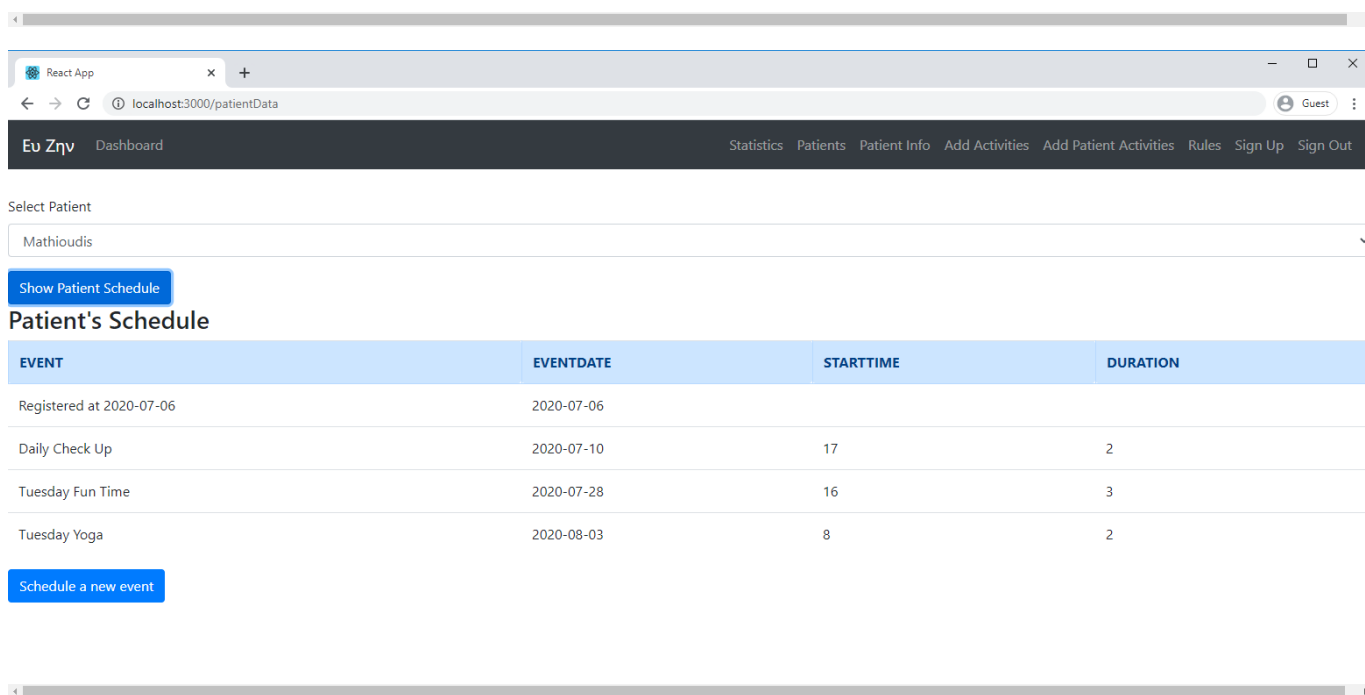 React App
localhost:3000/patientData
Guest
Ευ Ζην Dashboard Statistics Patients Patient Info Add Activities Add Patient Activities Rules Sign Up Sign Out
Select Patient
Mathioudis
Show Patient Schedule
Patient's Schedule
EVENT EVENTDATE STARTTIME DURATION
Registered at 2020-07-06 2020-07-06
Daily Check Up 2020-07-10 17 2
Tuesday Fun Time 2020-07-28 16 3
Tuesday Yoga 2020-08-03 8 2
Schedule a new event